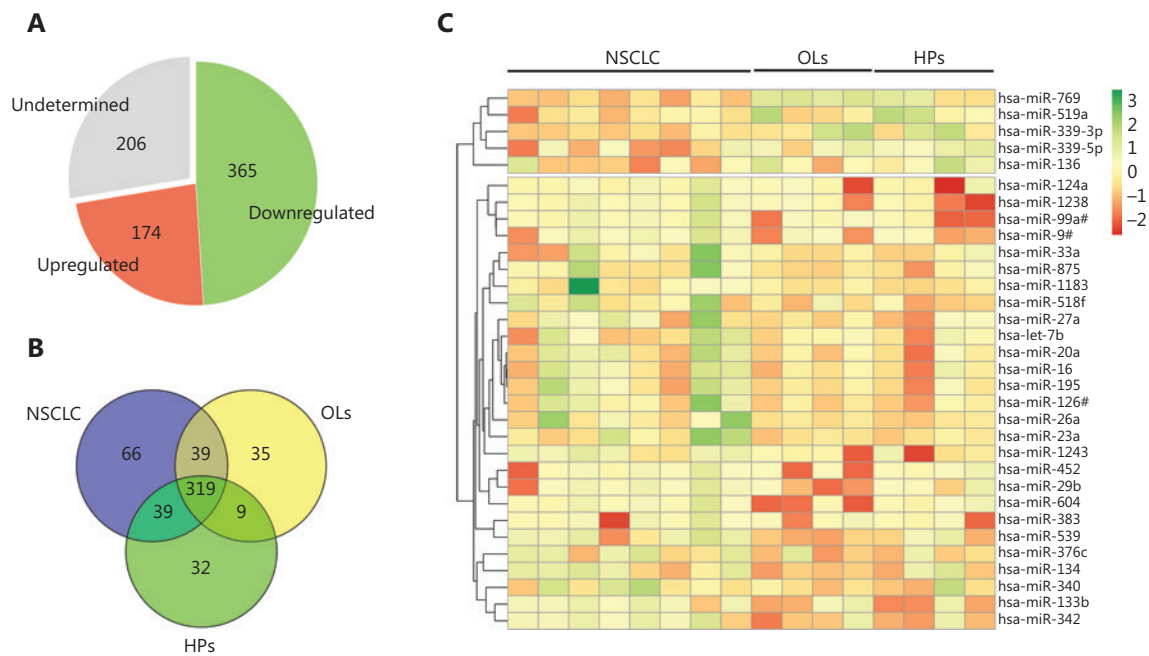 A
Undetermined
206
365
Downregulated
174
Upregulated
B
NSCLC
OLs
66
39
35
319
39
9
32
HPs
C
NSCLC
OLs
HPs
hsa-miR-769
hsa-miR-519a
hsa-miR-339-3p
hsa-miR-339-5p
hsa-miR-136
hsa-miR-124a
hsa-miR-1238
hsa-miR-99a#
hsa-miR-9#
hsa-miR-33a
hsa-miR-875
hsa-miR-1183
hsa-miR-518f
hsa-miR-27a
hsa-let-7b
hsa-miR-20a
hsa-miR-16
hsa-miR-195
hsa-miR-126#
hsa-miR-26a
hsa-miR-23a
hsa-miR-1243
hsa-miR-452
hsa-miR-29b
hsa-miR-604
hsa-miR-383
hsa-miR-539
hsa-miR-376c
hsa-miR-134
hsa-miR-340
hsa-miR-133b
hsa-miR-342
3
2
1
0
−1
−2